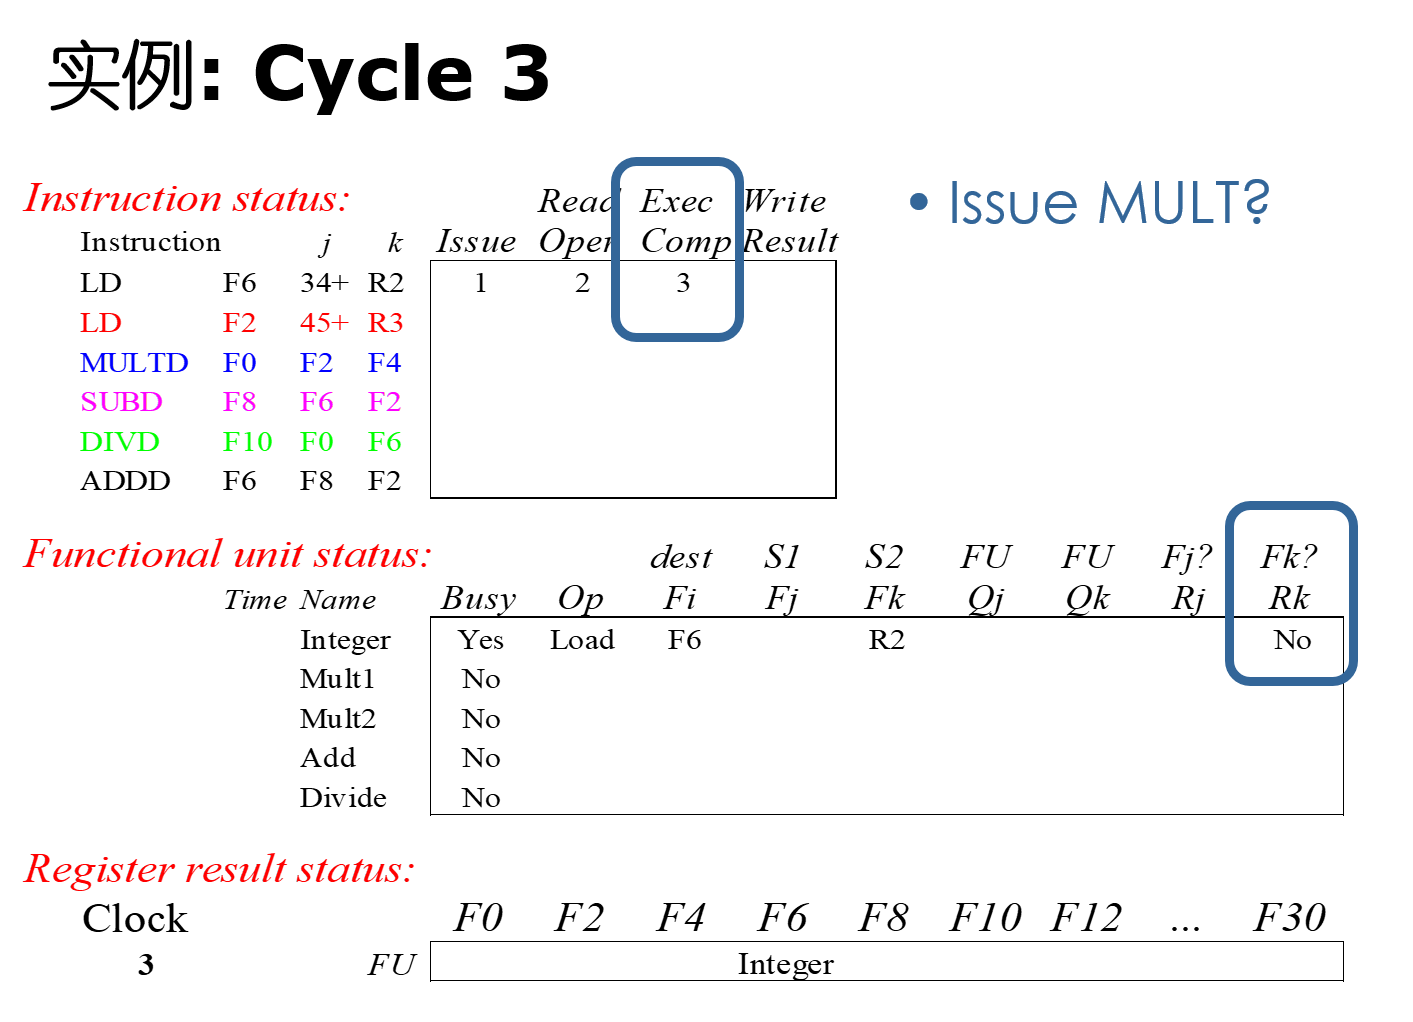 实例: Cycle 3
• Issue MULT?
Instruction status:
Read Exec Write
Instruction j k Issue Oper Comp Result
LD F6 34+ R2 1 2 3
LD F2 45+ R3
MULTD F0 F2 F4
SUBD F8 F6 F2
DIVD F10 F0 F6
ADDD F6 F8 F2
Functional unit status:
dest S1 S2 FU FU Fj? Fk?
Time Name Busy Op Fi Fj Fk Qj Qk Rj Rk
Integer Yes Load F6 R2 No
Mult1 No
Mult2 No
Add No
Divide No
Register result status:
Clock F0 F2 F4 F6 F8 F10 F12 ... F30
3 FU Integer